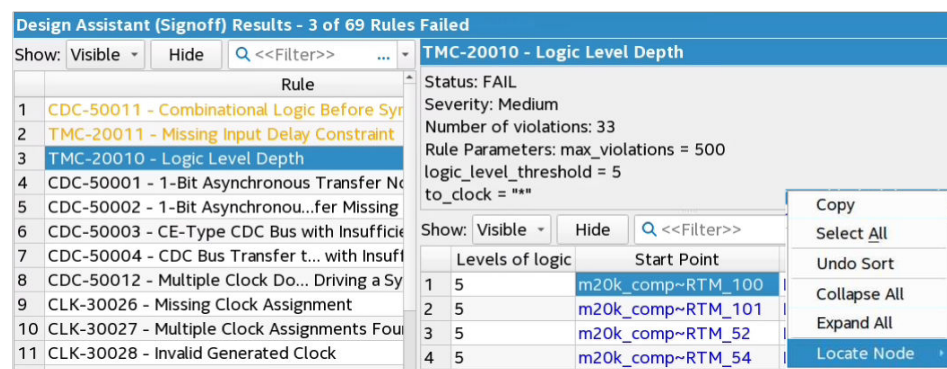 Design Assistant (Signoff) Results - 3 of 69 Rules Failed
Show: Visible Hide <<Filter>> ...
Rule
1 CDC-50011 - Combinational Logic Before Syr
2 TMC-20011 - Missing Input Delay Constraint
3 TMC-20010 - Logic Level Depth
4 CDC-50001 - 1-Bit Asynchronous Transfer No
5 CDC-50002 - 1-Bit Asynchronou...fer Missing
6 CDC-50003 - CE-Type CDC Bus with Insufficie
7 CDC-50004 - CDC Bus Transfer t... with Insuff
8 CDC-50012 - Multiple Clock Do... Driving a Sy
9 CLK-30026 - Missing Clock Assignment
10 CLK-30027 - Multiple Clock Assignments Foun
11 CLK-30028 - Invalid Generated Clock
TMC-20010 - Logic Level Depth
Status: FAIL
Severity: Medium
Number of violations: 33
Rule Parameters: max_violations = 500
logic_level_threshold = 5
to_clock = "*"
Show: Visible Hide <<Filter>>
Levels of logic Start Point
1 5 m20k_comp~RTM_100
2 5 m20k_comp~RTM_101
3 5 m20k_comp~RTM_52
4 5 m20k_comp~RTM_54
Copy
Select All
Undo Sort
Collapse All
Expand All
Locate Node